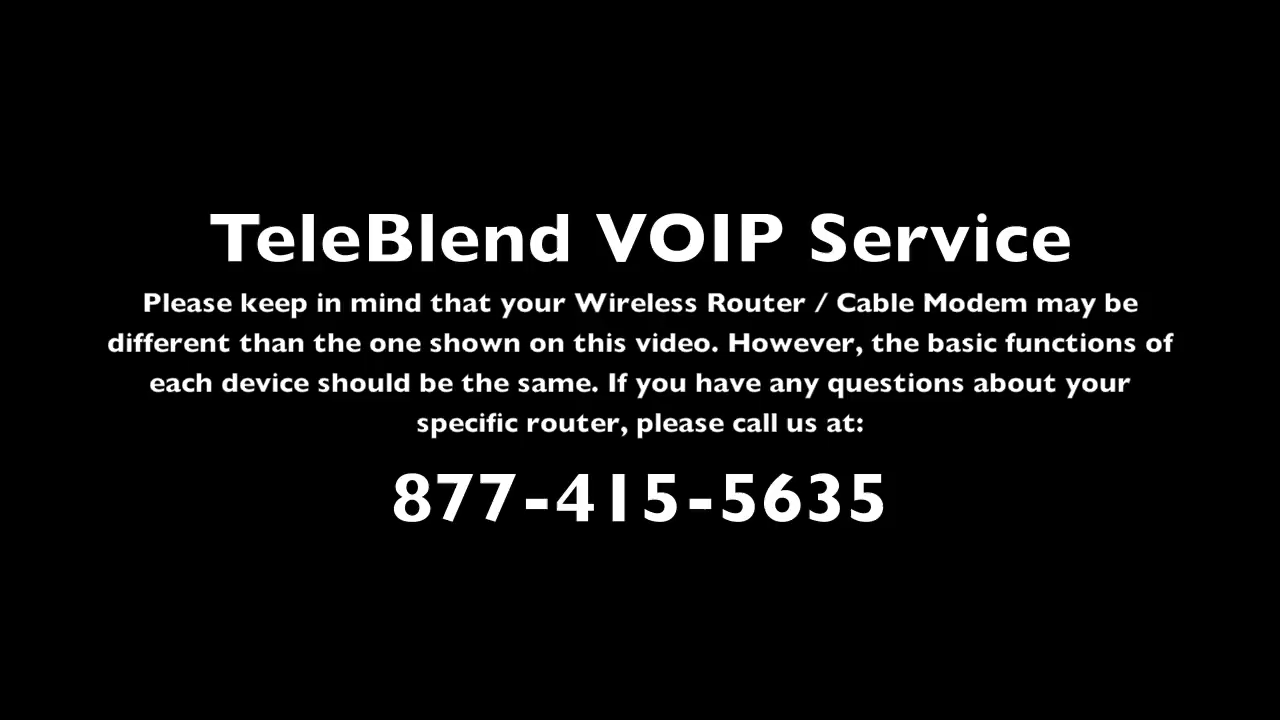 TeleBlend VOIP Service
Please keep in mind that your Wireless Router / Cable Modem may be
different than the one shown on this video. However, the basic functions of
each device should be the same. If you have any questions about your
specific router, please call us at:
877-415-5635